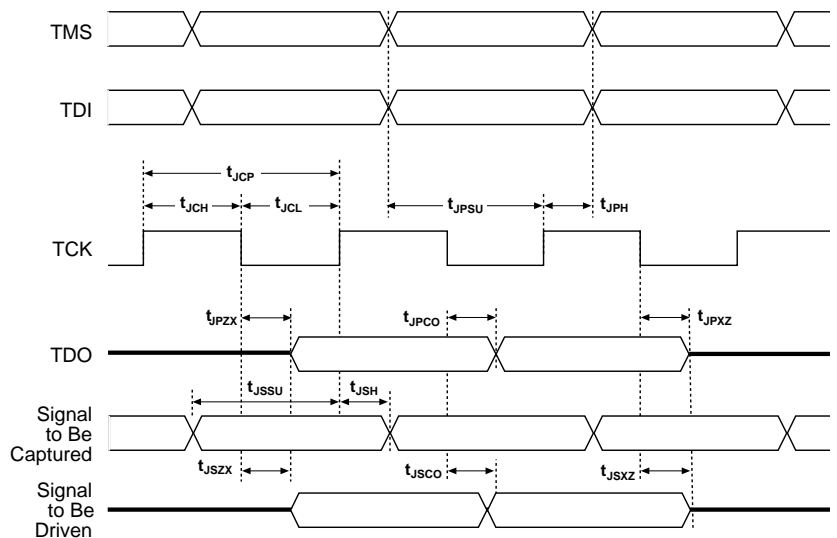 TMS
TDI
tJCP
tJCH
tJCL
tJPSU
tJPH
TCK
tJPZX
tJPCO
tJPXZ
TDO
tJSSU
tJSH
Signal
to Be
Captured
tJSZX
tJSCO
tJSXZ
Signal
to Be
Driven